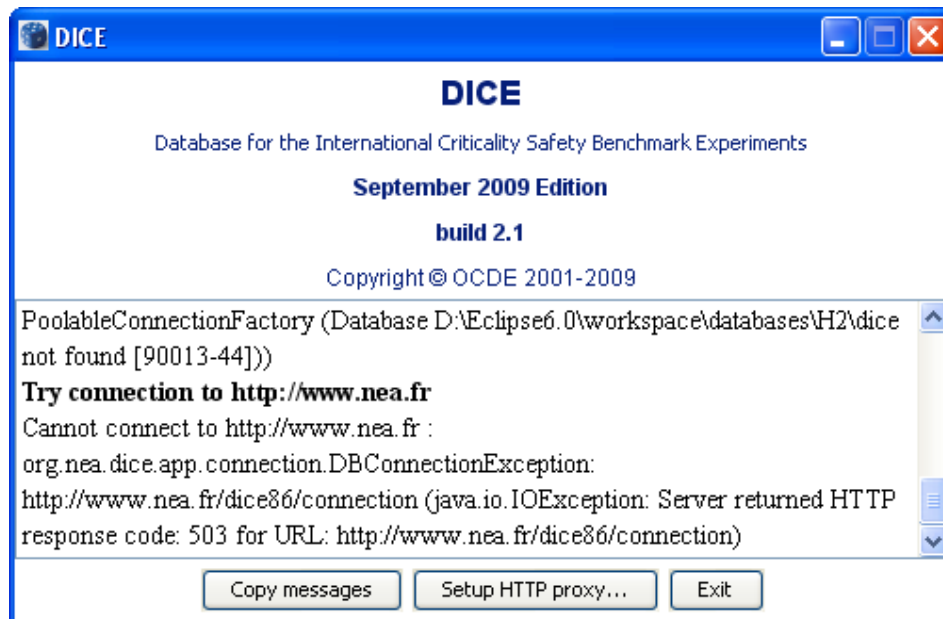 DICE
DICE
Database for the International Criticality Safety Benchmark Experiments
September 2009 Edition
build 2.1
Copyright © OCDE 2001-2009
PoolableConnectionFactory (Database D:\Eclipse6.0\workspace\databases\H2\dice
not found [90013-44]))
Try connection to http://www.nea.fr
Cannot connect to http://www.nea.fr :
org.nea.dice.app.connection.DBConnectionException:
http://www.nea.fr/dice86/connection (java.io.IOException: Server returned HTTP
response code: 503 for URL: http://www.nea.fr/dice86/connection)
Copy messages Setup HTTP proxy... Exit